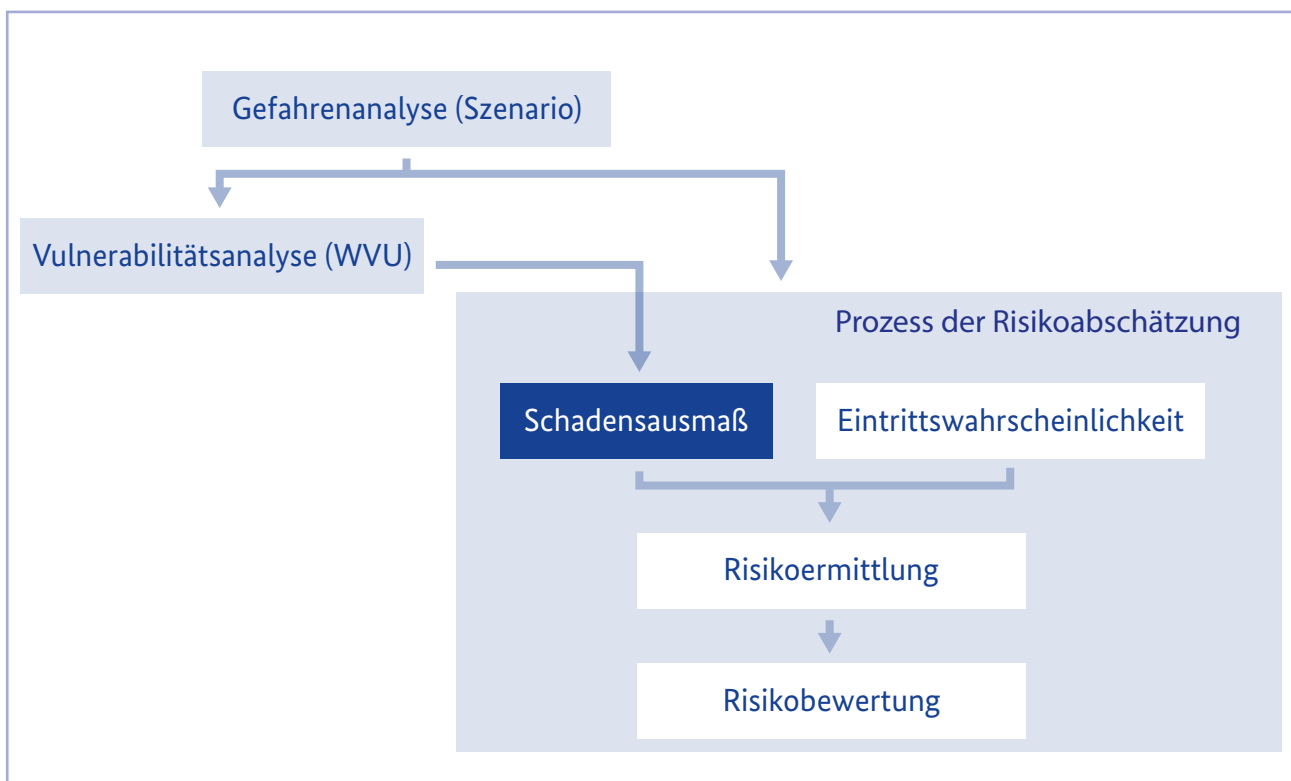 Gefahrenanalyse (Szenario)
Vulnerabilitätsanalyse (WVU)
Prozess der Risikoabschätzung
Schadensausmaß
Eintrittswahrscheinlichkeit
Risikoermittlung
Risikobewertung